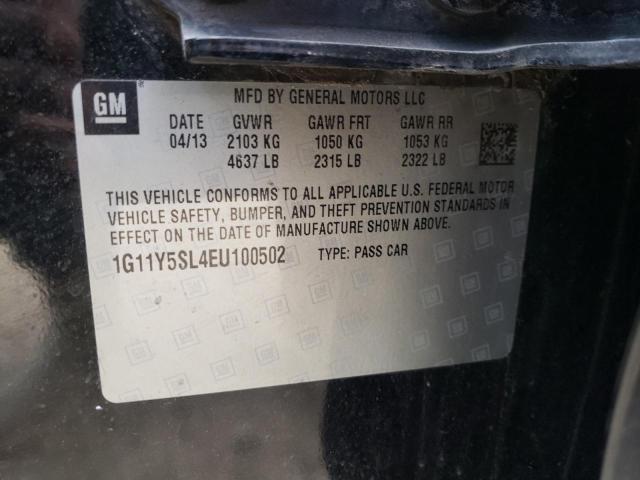 GM
MFD BY GENERAL MOTORS LLC
DATE GVWR GAWR FRT GAWR RR
04/13 2103 KG 1050 KG 1053 KG
4637 LB 2315 LB 2322 LB
THIS VEHICLE CONFORMS TO ALL APPLICABLE U.S. FEDERAL MOTOR
VEHICLE SAFETY, BUMPER, AND THEFT PREVENTION STANDARDS IN
EFFECT ON THE DATE OF MANUFACTURE SHOWN ABOVE.
1G11Y5SL4EU100502 TYPE: PASS CAR